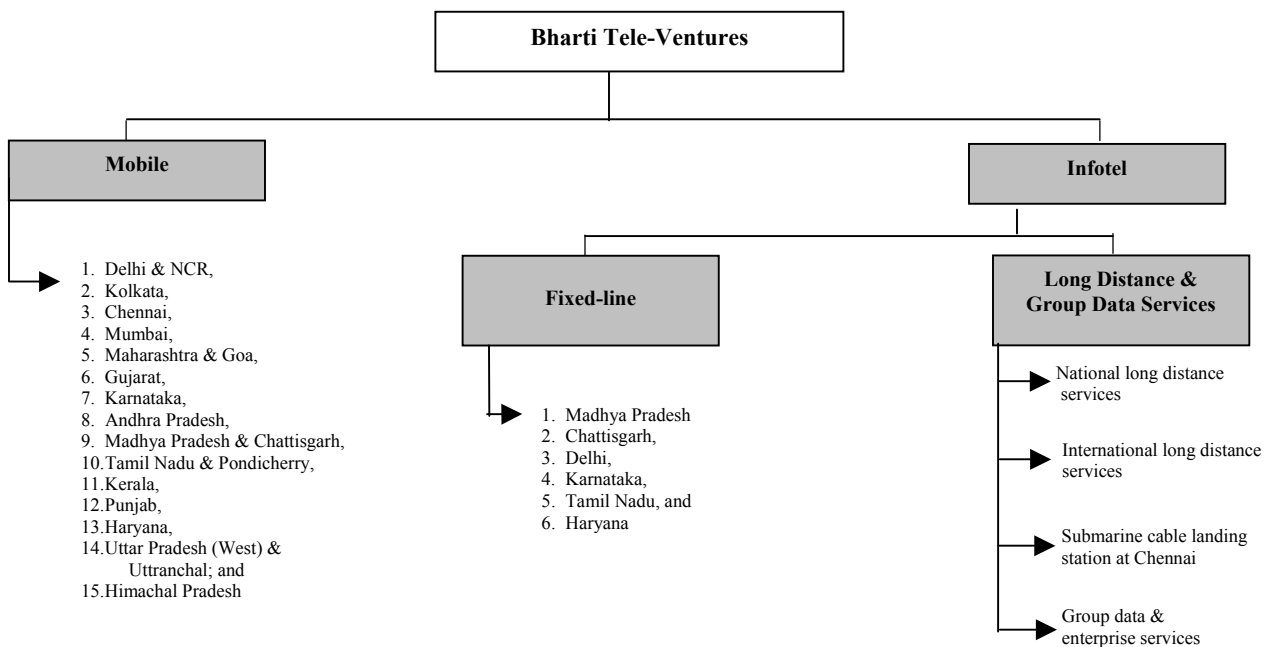 Bharti Tele-Ventures
Mobile
Infotel
1. Delhi & NCR,
2. Kolkata,
3. Chennai,
4. Mumbai,
5. Maharashtra & Goa,
6. Gujarat,
7. Karnataka,
8. Andhra Pradesh,
9. Madhya Pradesh & Chattisgarh,
10.Tamil Nadu & Pondicherry,
11.Kerala,
12.Punjab,
13.Haryana,
14.Uttar Pradesh (West) &
Uttranchal; and
15.Himachal Pradesh
Fixed-line
1. Madhya Pradesh
2. Chattisgarh,
3. Delhi,
4. Karnataka,
5. Tamil Nadu, and
6. Haryana
Long Distance &
Group Data Services
National long distance
services
International long distance
services
Submarine cable landing
station at Chennai
Group data &
enterprise services